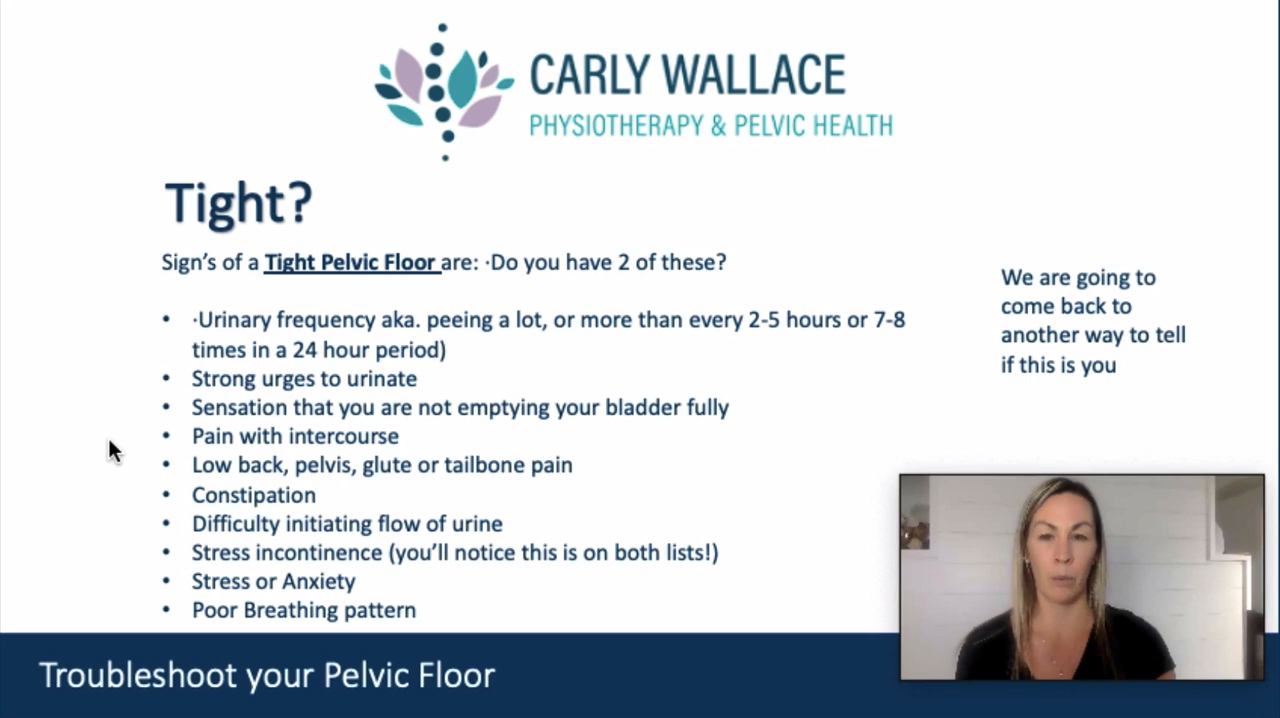 CARLY WALLACE
PHYSIOTHERAPY & PELVIC HEALTH
Tight?
Sign's of a Tight Pelvic Floor are: ·Do you have 2 of these?
• ·Urinary frequency aka. peeing a lot, or more than every 2-5 hours or 7-8
times in a 24 hour period)
• Strong urges to urinate
• Sensation that you are not emptying your bladder fully
• Pain with intercourse
• Low back, pelvis, glute or tailbone pain
• Constipation
• Difficulty initiating flow of urine
• Stress incontinence (you'll notice this is on both lists!)
• Stress or Anxiety
• Poor Breathing pattern
We are going to
come back to
another way to tell
if this is you
Troubleshoot your Pelvic Floor